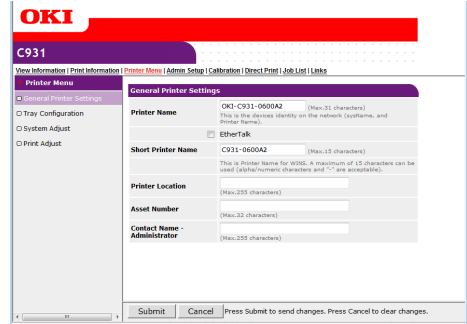 OKI
C931
View Information | Print Information | Printer Menu | Admin Setup | Calibration | Direct Print | Job List | Links
Printer Menu
General Printer Settings
Tray Configuration
System Adjust
Print Adjust
General Printer Settings
Printer Name
OKI-C931-0600A2 (Max.31 characters)
This is the devices identity on the network (sysName, and
Printer Name).
EtherTalk
Short Printer Name
C931-0600A2 (Max.15 characters)
This is Printer Name for WINS. A maximum of 15 characters can be
used (alpha/numeric characters and "-" are acceptable).
Printer Location
(Max.255 characters)
Asset Number
(Max.32 characters)
Contact Name -
Administrator
(Max.255 characters)
Submit Cancel Press Submit to send changes. Press Cancel to clear changes.